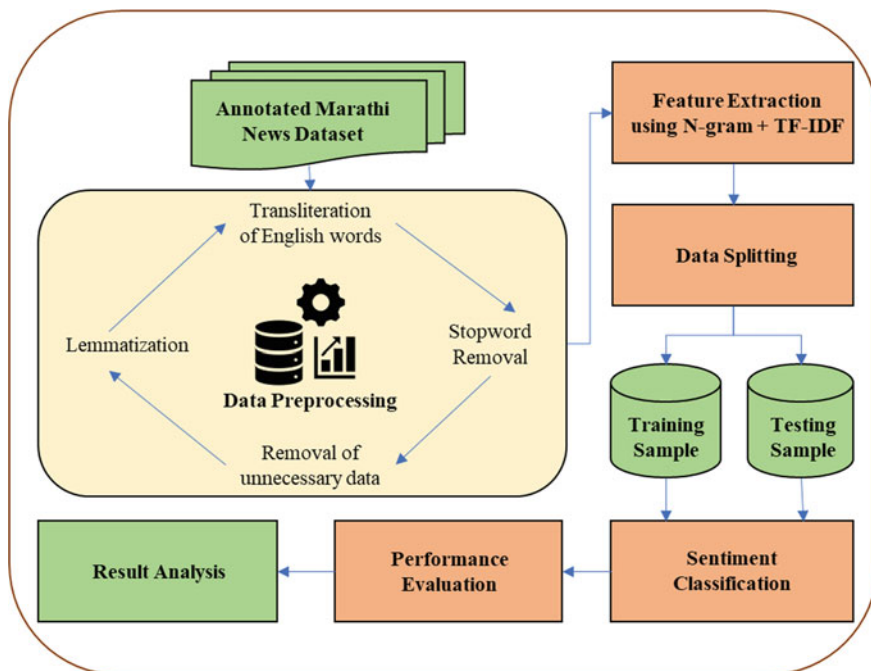 Annotated Marathi
News Dataset
Transliteration
of English words
Lemmatization
Stopword
Removal
Data Preprocessing
Removal of
unnecessary data
Feature Extraction
using N-gram + TF-IDF
Data Splitting
Training
Sample
Testing
Sample
Sentiment
Classification
Performance
Evaluation
Result Analysis